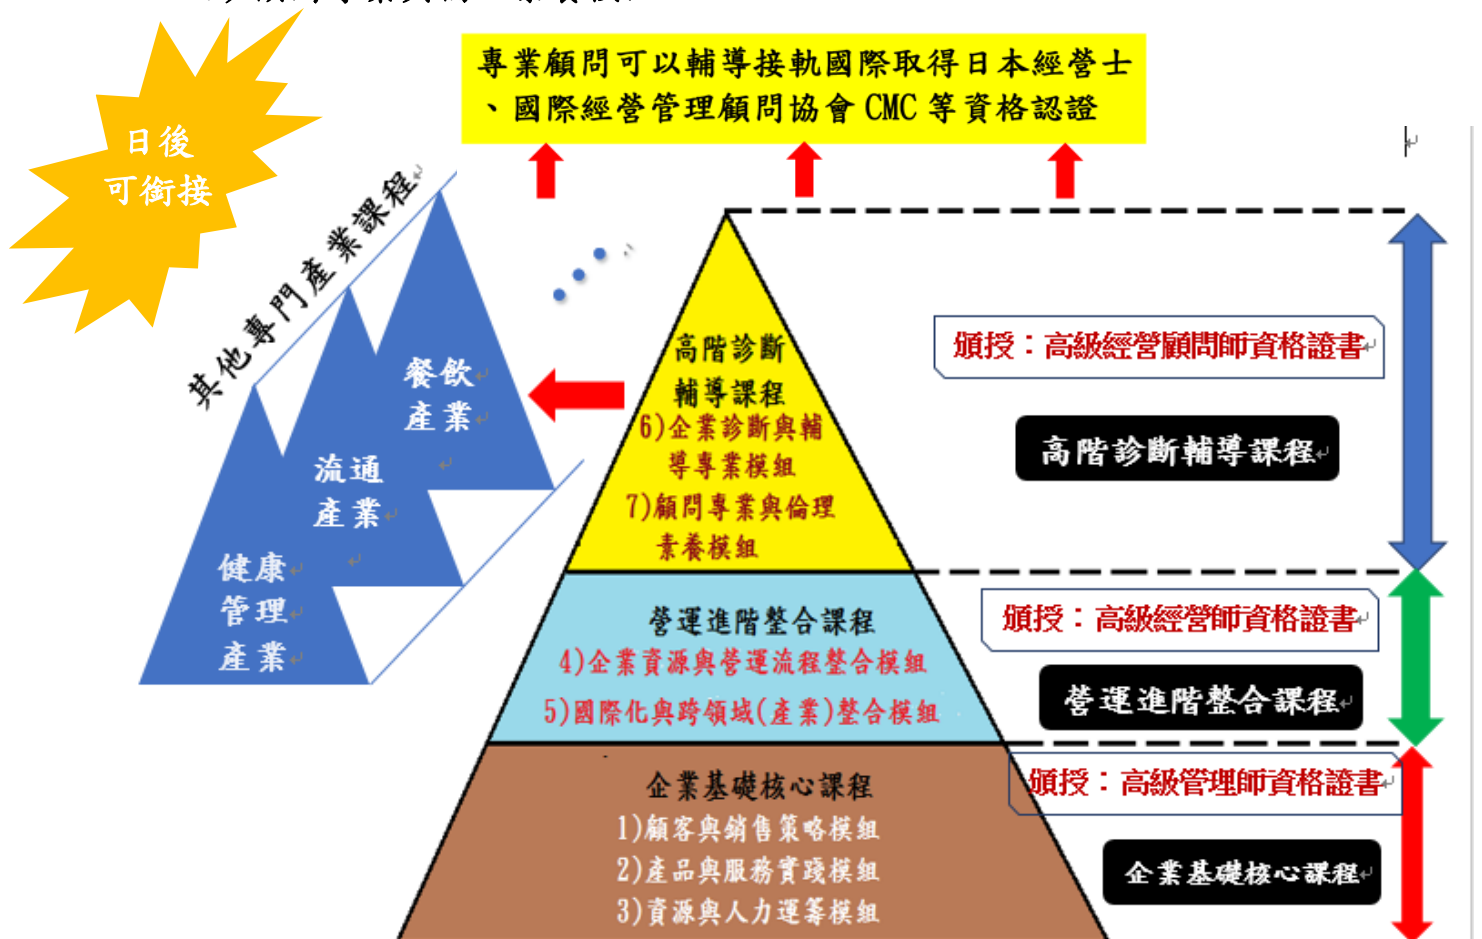 專業顧問可以輔導接軌國際取得日本經營士
、國際經營管理顧問協會 CMC 等資格認證
日後
可銜接
其他專門產業課程
餐飲
產業
流通
產業
健康
管理
產業
高階診斷
輔導課程
6)企業診斷與輔
導專業模組
7)顧問專業與倫理
素養模組
頒授：高級經營顧問師資格證書
高階診斷輔導課程
營運進階整合課程
4)企業資源與營運流程整合模組
5)國際化與跨領域(產業)整合模組
頒授：高級經營師資格證書
營運進階整合課程
企業基礎核心課程
1)顧客與銷售策略模組
2)產品與服務實踐模組
3)資源與人力運籌模組
頒授：高級管理師資格證書
企業基礎核心課程